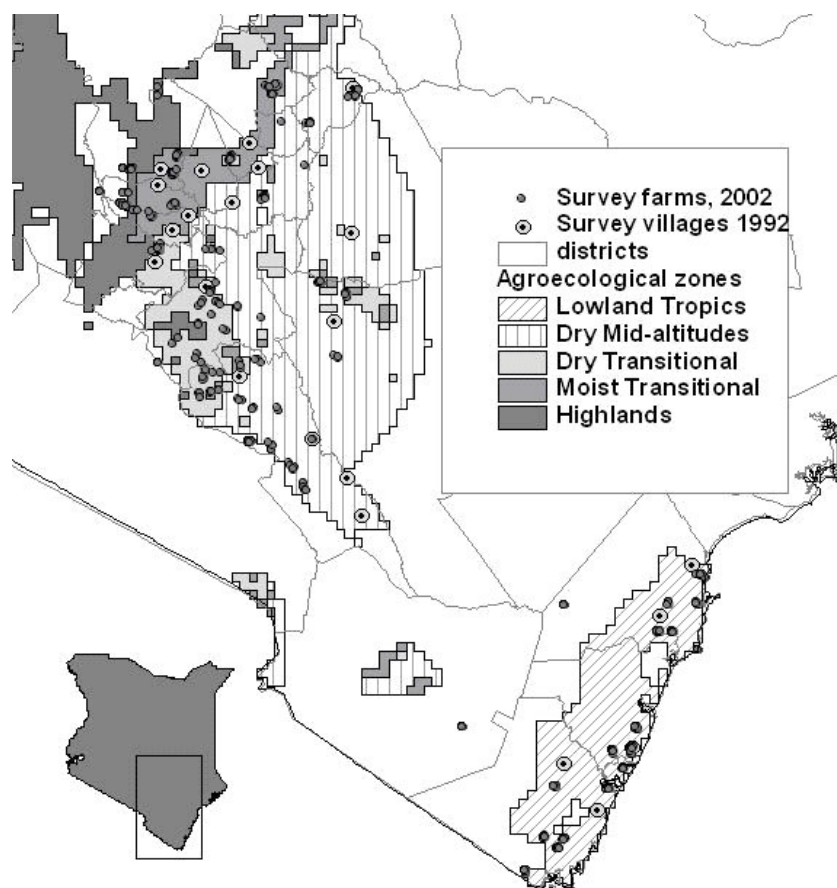 Survey farms, 2002
Survey villages 1992
districts
Agroecological zones
Lowland Tropics
Dry Mid-altitudes
Dry Transitional
Moist Transitional
Highlands